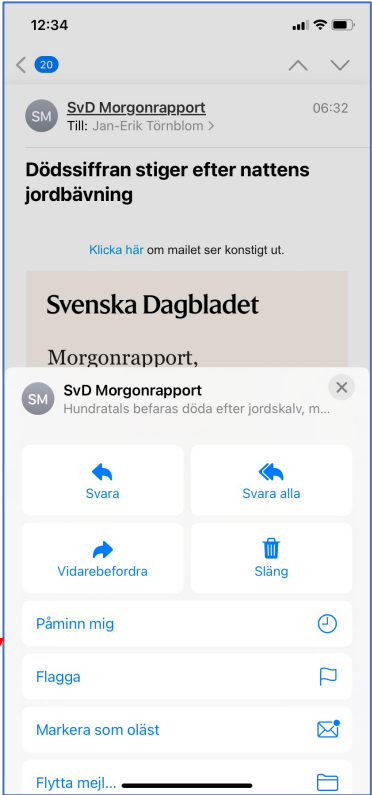 12:34
20
SM
SvD Morgonrapport
06:32
Till: Jan-Erik Törnblom >
Dödssiffran stiger efter nattens
jordbävning
Klicka här om mailet ser konstigt ut.
Svenska Dagbladet
Morgonrapport,
SM
SvD Morgonrapport
Hundratals befaras döda efter jordskalv, m...
Svara
Svara alla
Vidarebefordra
Släng
Påminn mig
Flagga
Markera som oläst
Flytta mejl...